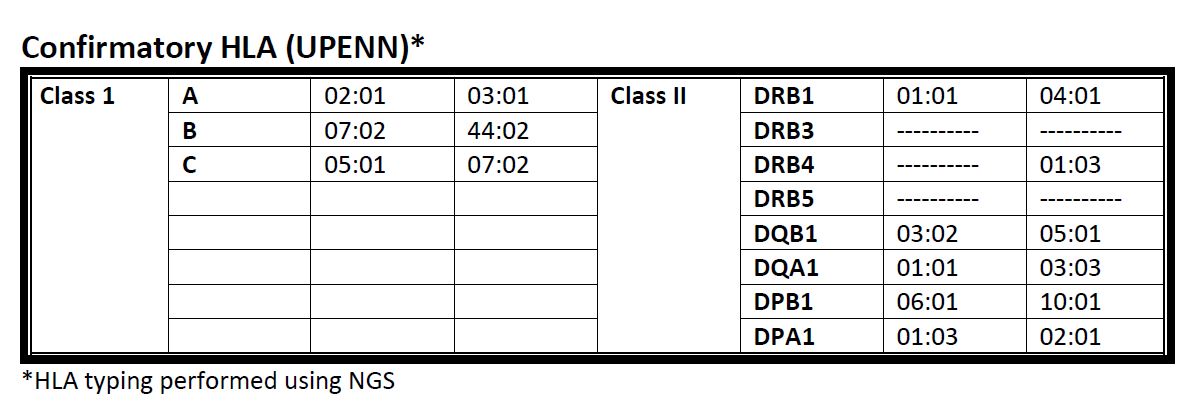 Confirmatory HLA (UPENN)*
Class 1 A 02:01 03:01 Class II DRB1 01:01 04:01
B 07:02 44:02 DRB3 ---------- ----------
C 05:01 07:02 DRB4 ---------- 01:03
DRB5 ---------- ----------
DQB1 03:02 05:01
DQA1 01:01 03:03
DPB1 06:01 10:01
DPA1 01:03 02:01
*HLA typing performed using NGS